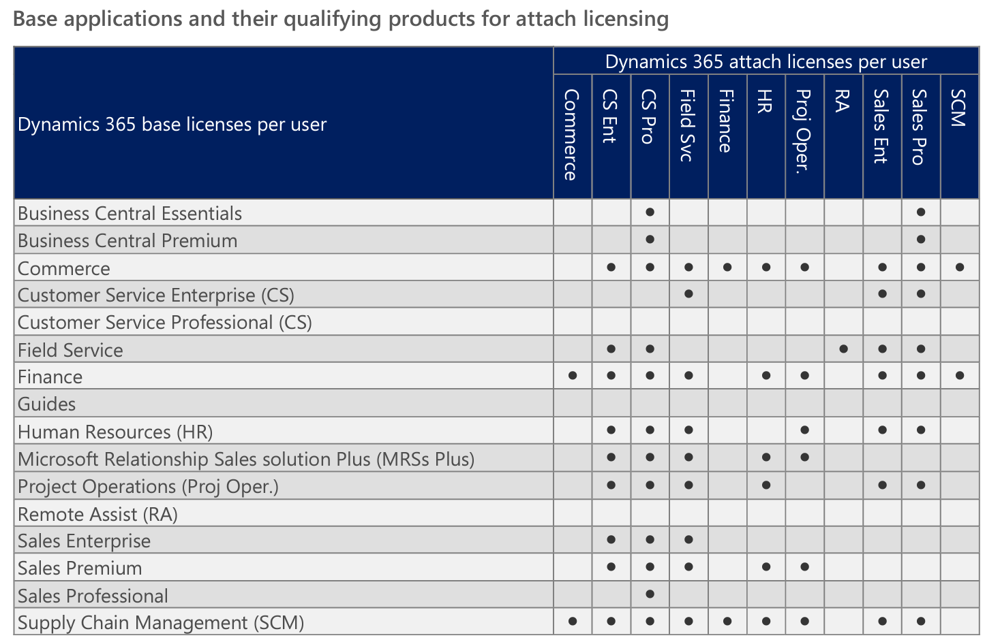 Base applications and their qualifying products for attach licensing
Dynamics 365 base licenses per user
Dynamics 365 attach licenses per user
Commerce
CS Ent
CS Pro
Field Svc
Finance
HR
Proj Oper.
RA
Sales Ent
Sales Pro
SCM
Business Central Essentials ● ●
Business Central Premium ● ●
Commerce ● ● ● ● ● ● ● ● ●
Customer Service Enterprise (CS) ● ● ●
Customer Service Professional (CS)
Field Service ● ● ● ● ●
Finance ● ● ● ● ● ● ● ● ●
Guides
Human Resources (HR) ● ● ● ● ● ●
Microsoft Relationship Sales solution Plus (MRSs Plus) ● ● ● ● ●
Project Operations (Proj Oper.) ● ● ● ● ● ●
Remote Assist (RA)
Sales Enterprise ● ● ●
Sales Premium ● ● ● ● ●
Sales Professional ●
Supply Chain Management (SCM) ● ● ● ● ● ● ● ● ●